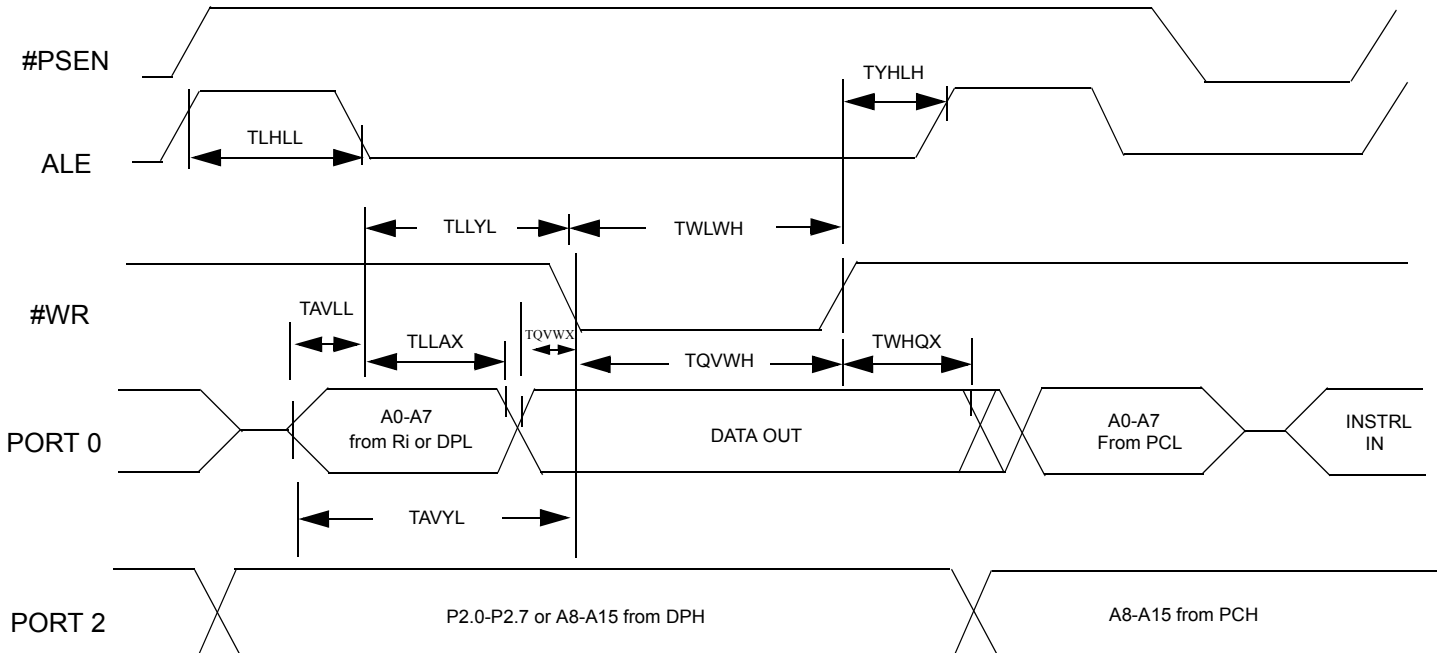 #PSEN
TYHLH
TLHLL
ALE
TLLYL
TWLWH
#WR
TAVLL
TLLAX
TQVWX
TQVWH
TWHQX
PORT 0
A0-A7
from Ri or DPL
DATA OUT
A0-A7
From PCL
INSTRL
IN
TAVYL
PORT 2
P2.0-P2.7 or A8-A15 from DPH
A8-A15 from PCH